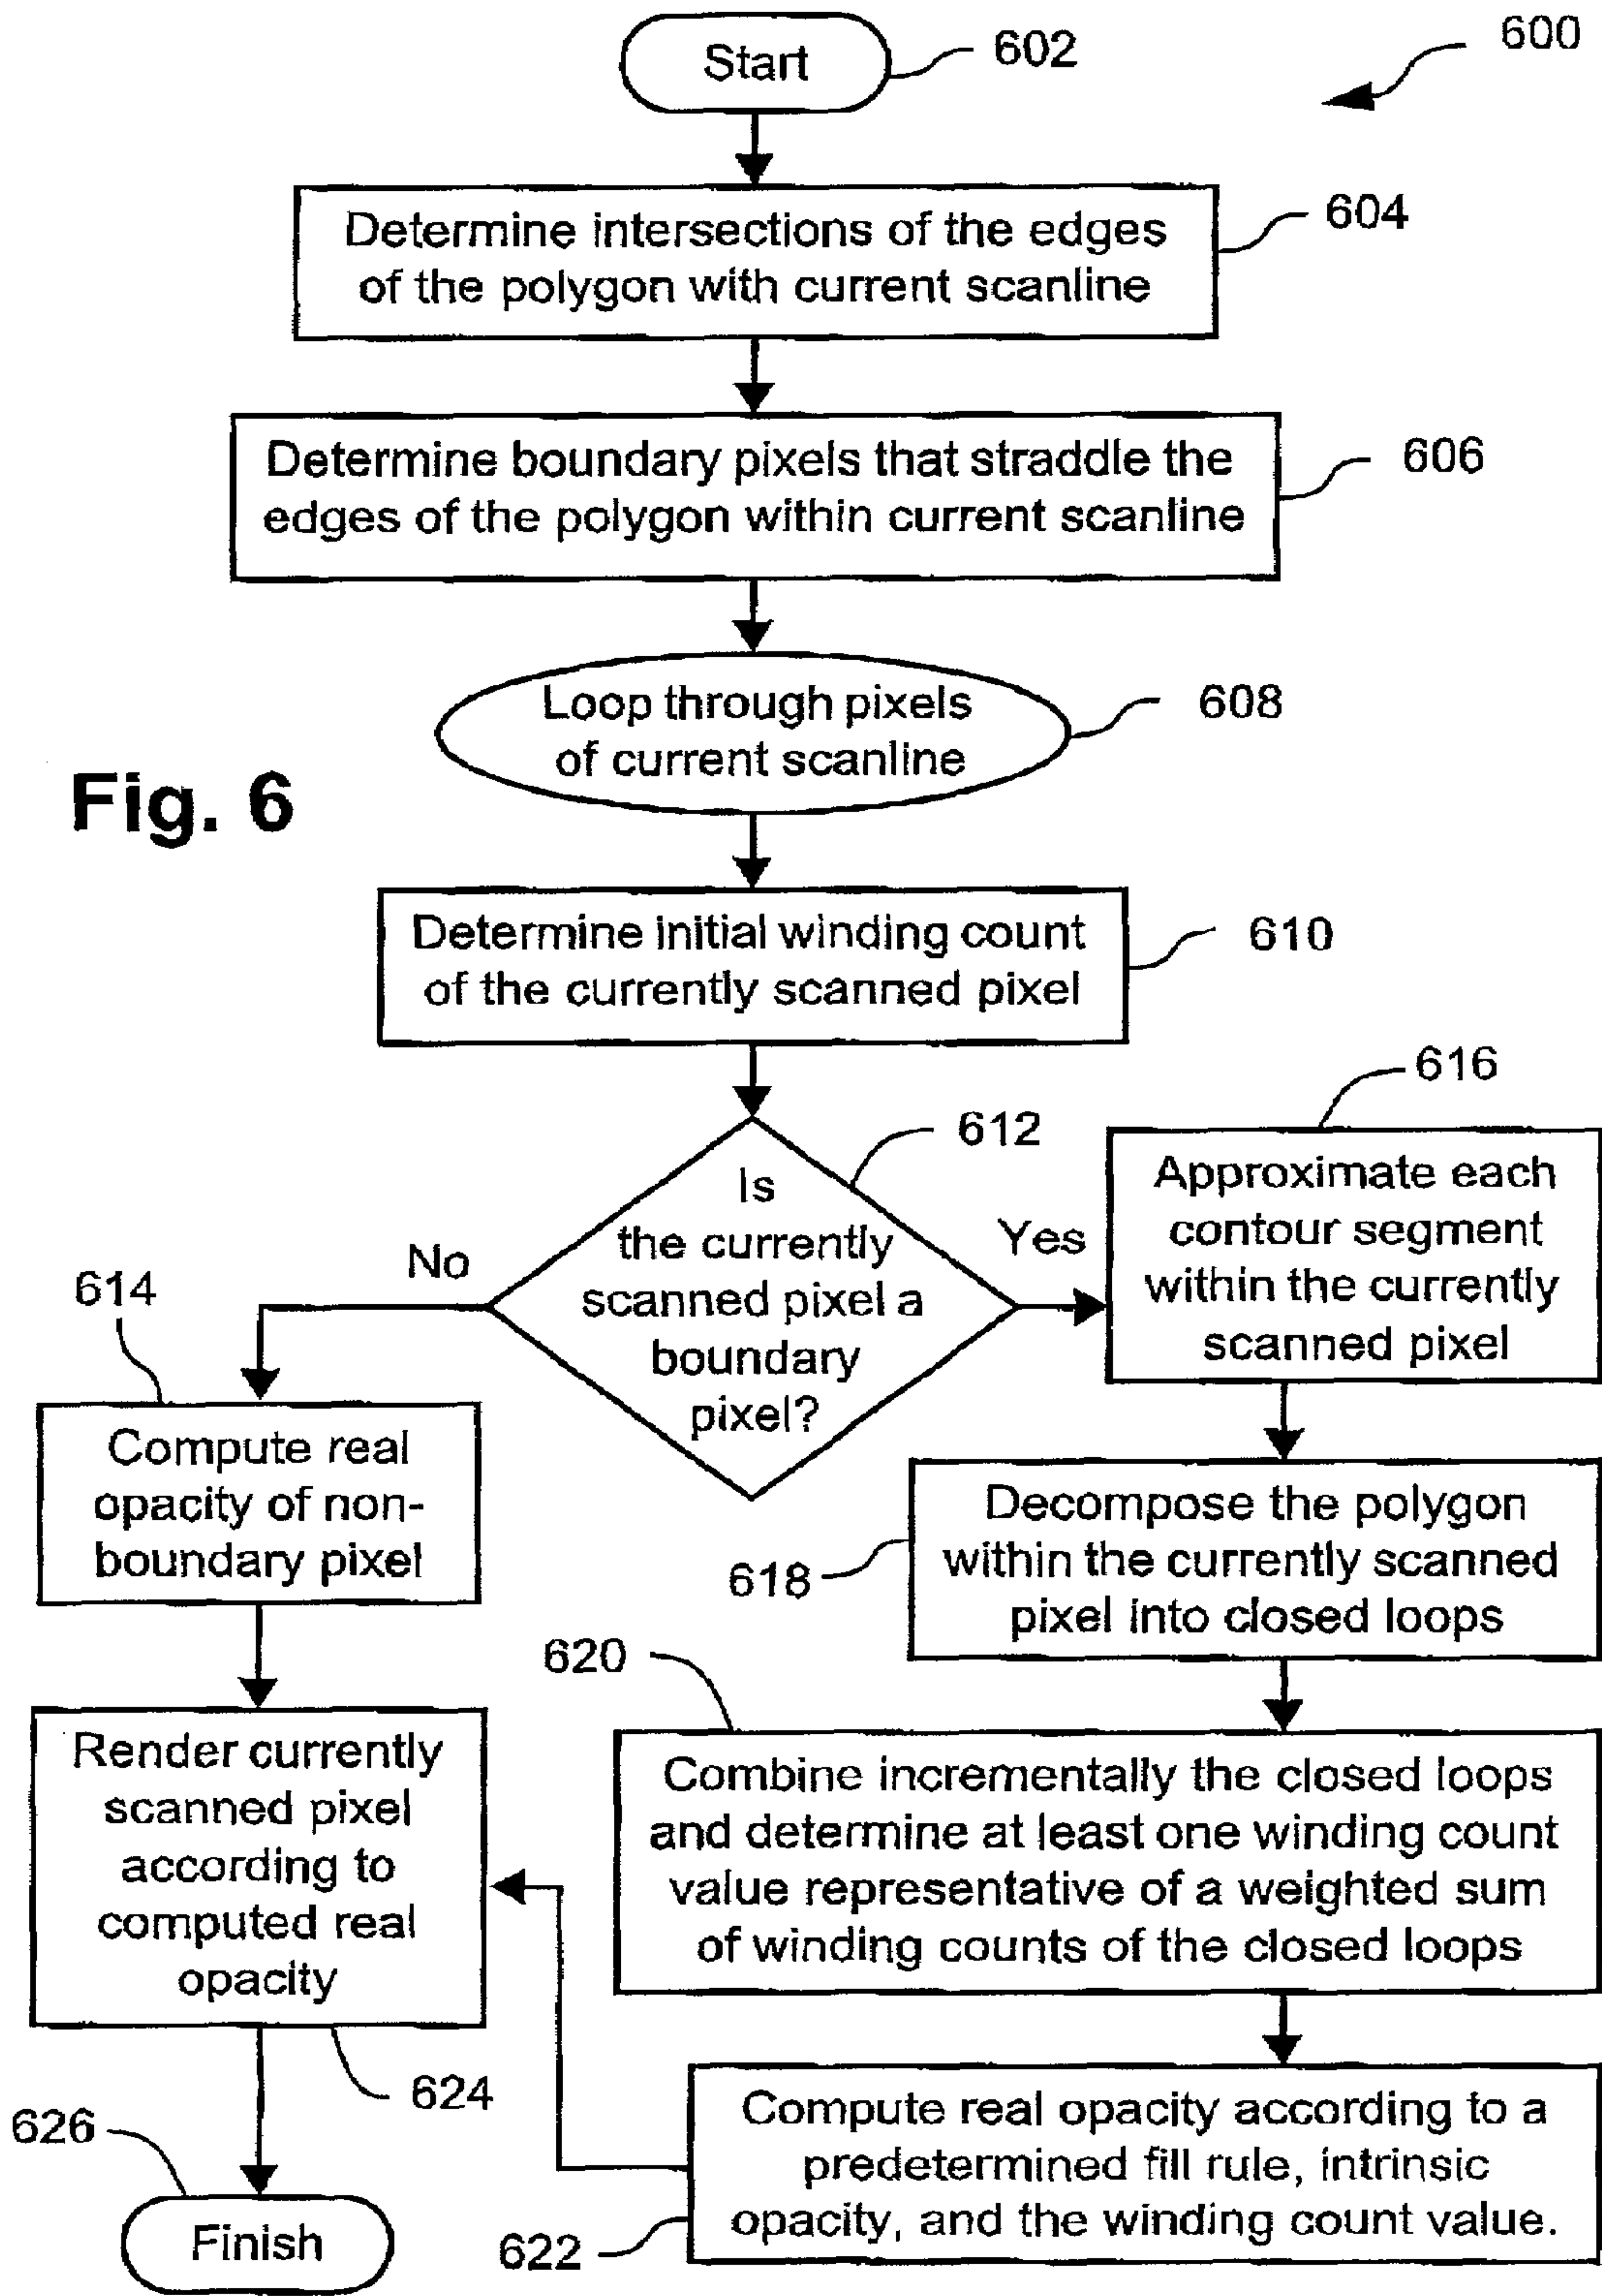 600
Start
602
Determine intersections of the edges
of the polygon with current scanline
604
Determine boundary pixels that straddle the
edges of the polygon within current scanline
606
Loop through pixels
of current scanline
608
Fig. 6
Determine initial winding count
of the currently scanned pixel
610
Is
the currently
scanned pixel a
boundary
pixel?
612
No
Yes
614
Compute real
opacity of non-
boundary pixel
616
Approximate each
contour segment
within the currently
scanned pixel
Decompose the polygon
within the currently scanned
pixel into closed loops
618
620
Combine incrementally the closed loops
and determine at least one winding count
value representative of a weighted sum
of winding counts of the closed loops
Compute real opacity according to a
predetermined fill rule, intrinsic
opacity, and the winding count value.
622
Render currently
scanned pixel
according to
computed real
opacity
624
626
Finish